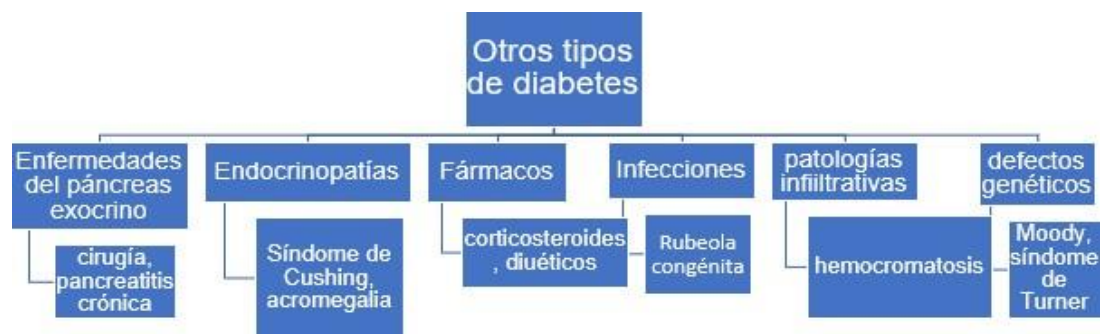 Otros tipos
de diabetes
Enfermedades
del páncreas
exocrino
cirugía,
pancreatitis
crónica
Endocrinopatías
Síndome de
Cushing,
acromegalia
Fármacos
corticosteroides
, diuéticos
Infecciones
Rubeola
congénita
patologías
infiiltrativas
hemocromatosis
defectos
genéticos
Moody,
síndome
de
Turner